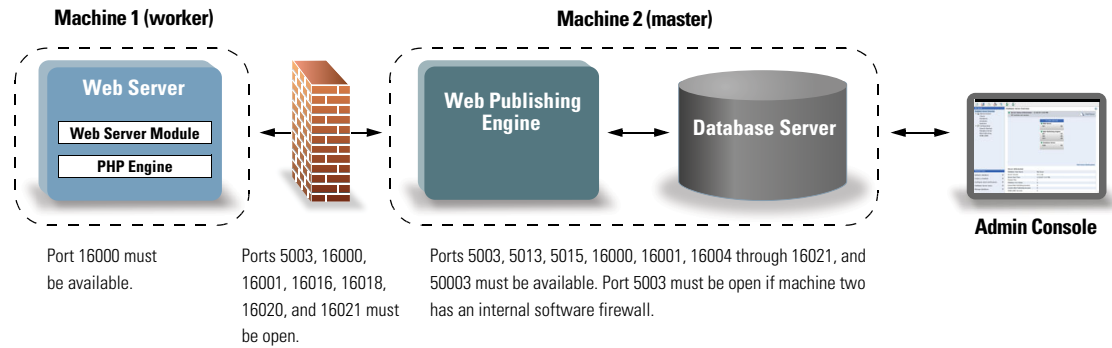 Machine 1 (worker)
Machine 2 (master)
Web Server
Web Server Module
PHP Engine
Web Publishing
Engine
Database Server
Admin Console
Port 16000 must
be available.
Ports 5003, 16000,
16001, 16016, 16018,
16020, and 16021 must
be open.
Ports 5003, 5013, 5015, 16000, 16001, 16004 through 16021, and
50003 must be available. Port 5003 must be open if machine two
has an internal software firewall.